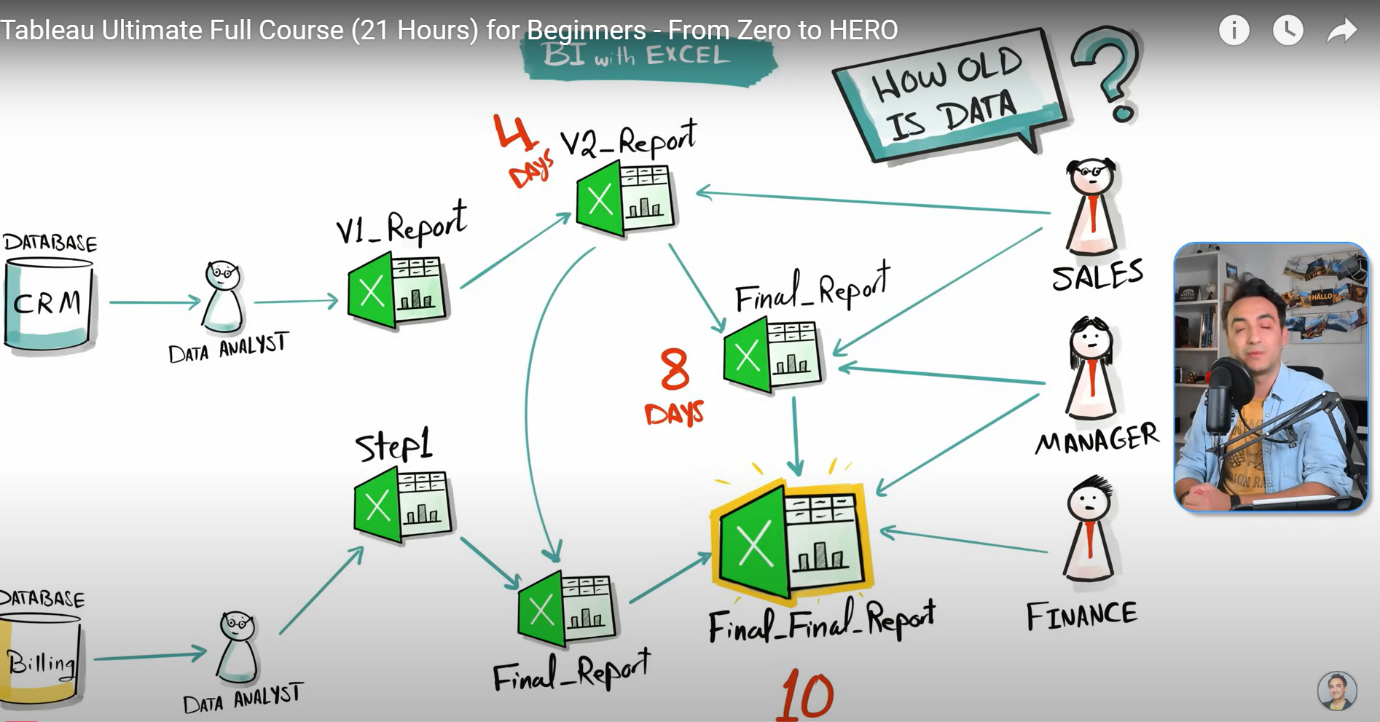 Tableau Ultimate Full Course (21 Hours) for Beginners - From Zero to HERO
BI with EXCEL
HOW OLD
IS DATA
?
4
DAYS
V2_Report
V1_Report
DATABASE
CRM
DATA ANALYST
SALES
Final_Report
8
DAYS
MANAGER
Step1
DATABASE
Billing
DATA ANALYST
Final_Report
Final_Final_Report
FINANCE
10
HÄLLO